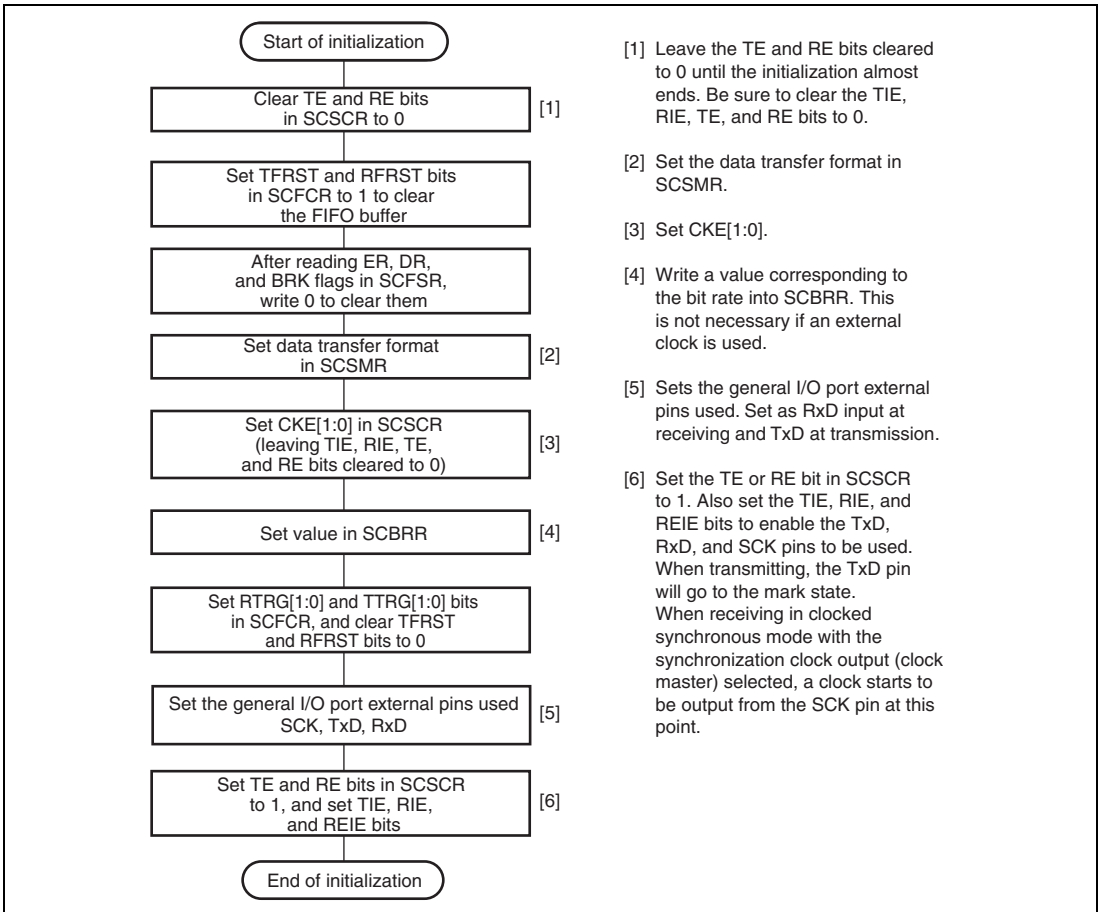 Start of initialization
Clear TE and RE bits
in SCSCR to 0
[1]
Set TFRST and RFRST bits
in SCFCR to 1 to clear
the FIFO buffer
After reading ER, DR,
and BRK flags in SCFSR,
write 0 to clear them
Set data transfer format
in SCSMR
[2]
Set CKE[1:0] in SCSCR
(leaving TIE, RIE, TE,
and RE bits cleared to 0)
[3]
Set value in SCBRR
[4]
Set RTRG[1:0] and TTRG[1:0] bits
in SCFCR, and clear TFRST
and RFRST bits to 0
Set the general I/O port external pins used
SCK, TxD, RxD
[5]
Set TE and RE bits in SCSCR
to 1, and set TIE, RIE,
and REIE bits
[6]
End of initialization
[1] Leave the TE and RE bits cleared
to 0 until the initialization almost
ends. Be sure to clear the TIE,
RIE, TE, and RE bits to 0.
[2] Set the data transfer format in
SCSMR.
[3] Set CKE[1:0].
[4] Write a value corresponding to
the bit rate into SCBRR. This
is not necessary if an external
clock is used.
[5] Sets the general I/O port external
pins used. Set as RxD input at
receiving and TxD at transmission.
[6] Set the TE or RE bit in SCSCR
to 1. Also set the TIE, RIE, and
REIE bits to enable the TxD,
RxD, and SCK pins to be used.
When transmitting, the TxD pin
will go to the mark state.
When receiving in clocked
synchronous mode with the
synchronization clock output (clock
master) selected, a clock starts to
be output from the SCK pin at this
point.